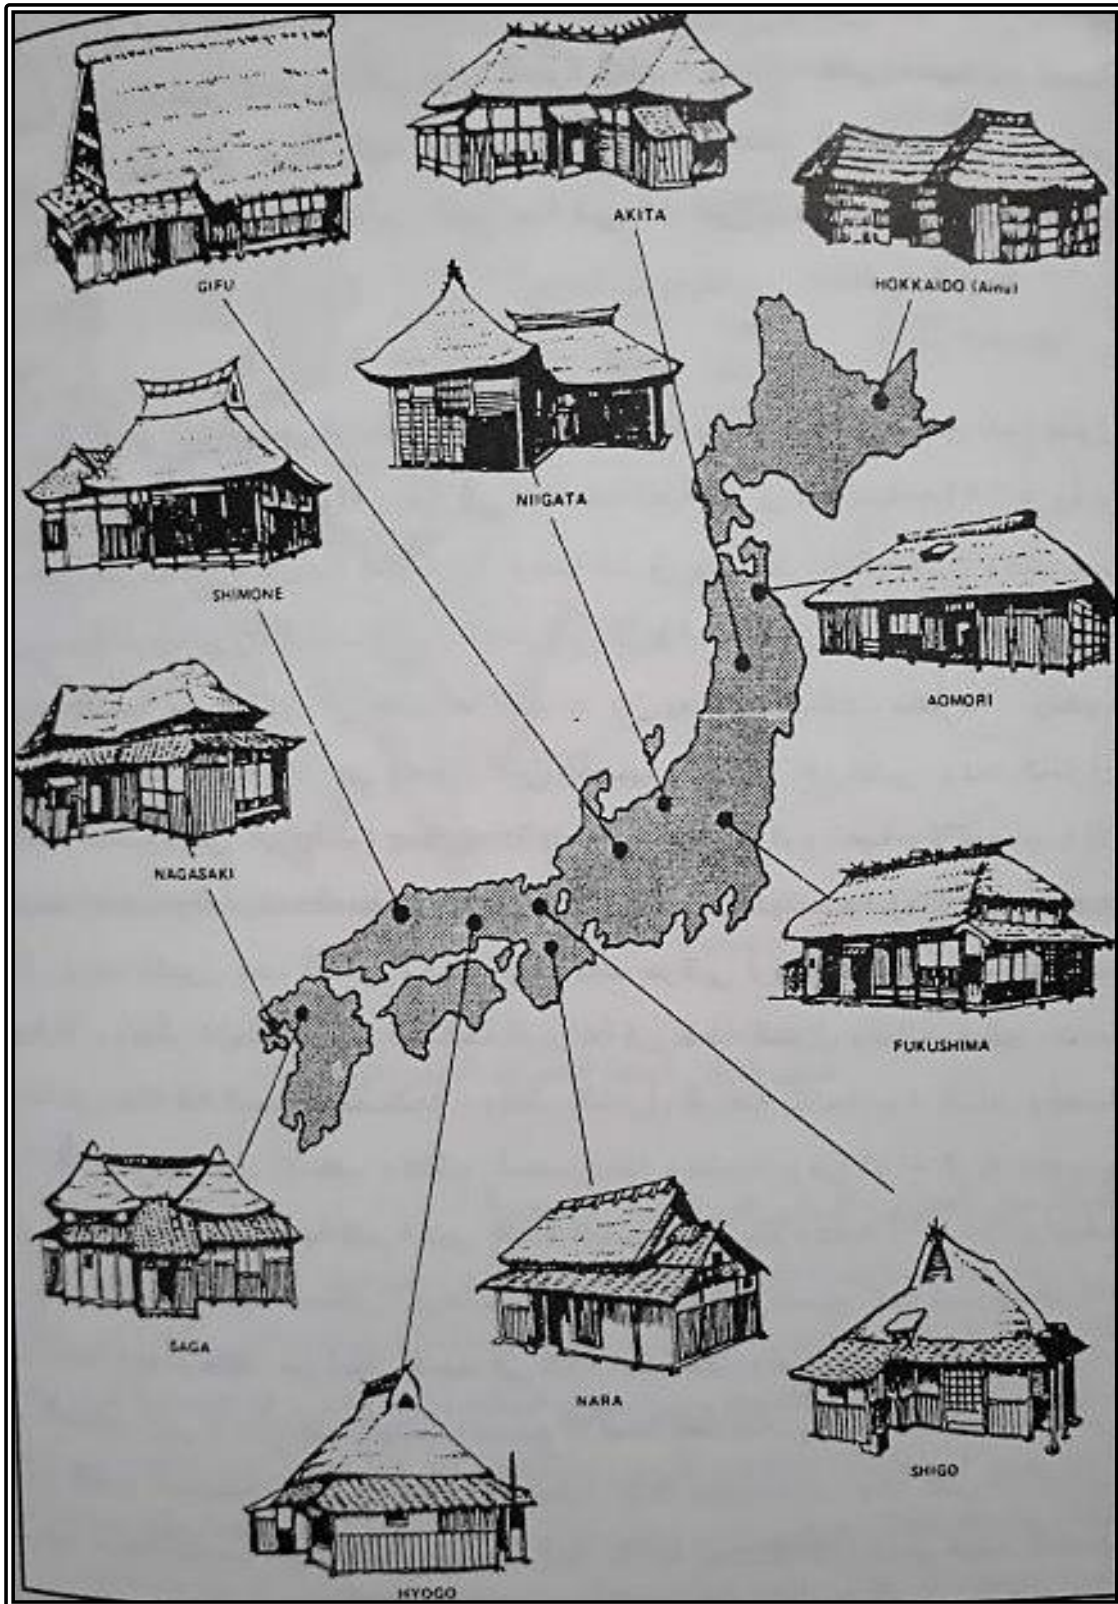 GIFU
AKITA
HOKKAIDO (Ainu)
NIIGATA
SHIMONE
AOMORI
NAGASAKI
FUKUSHIMA
SAGA
NARA
SHIGO
HYOGO